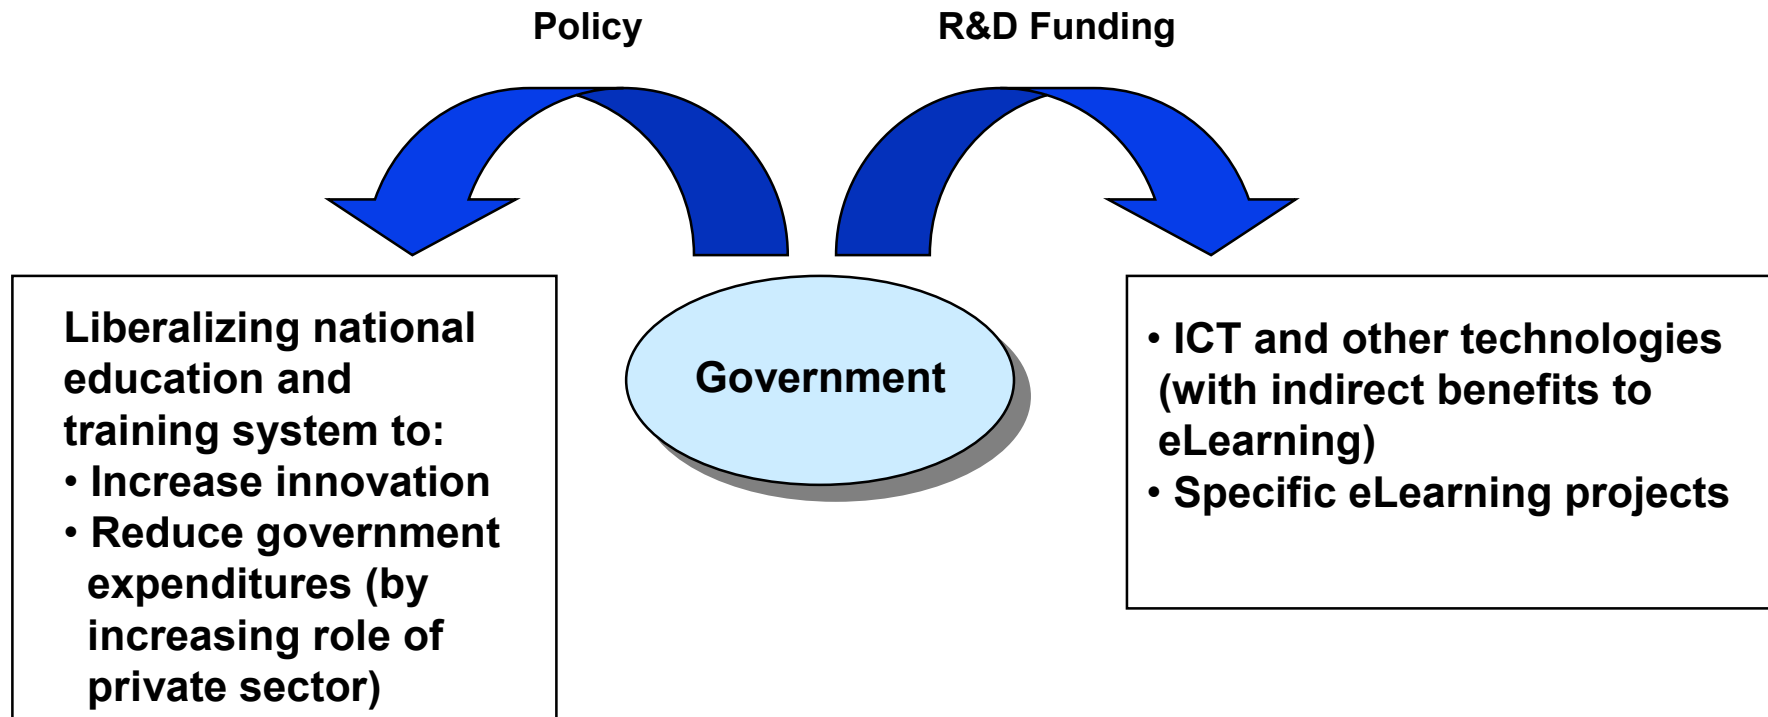 Policy
R&D Funding
Liberalizing national
education and
training system to:
• Increase innovation
• Reduce government
expenditures (by
increasing role of
private sector)
Government
• ICT and other technologies
(with indirect benefits to
eLearning)
• Specific eLearning projects